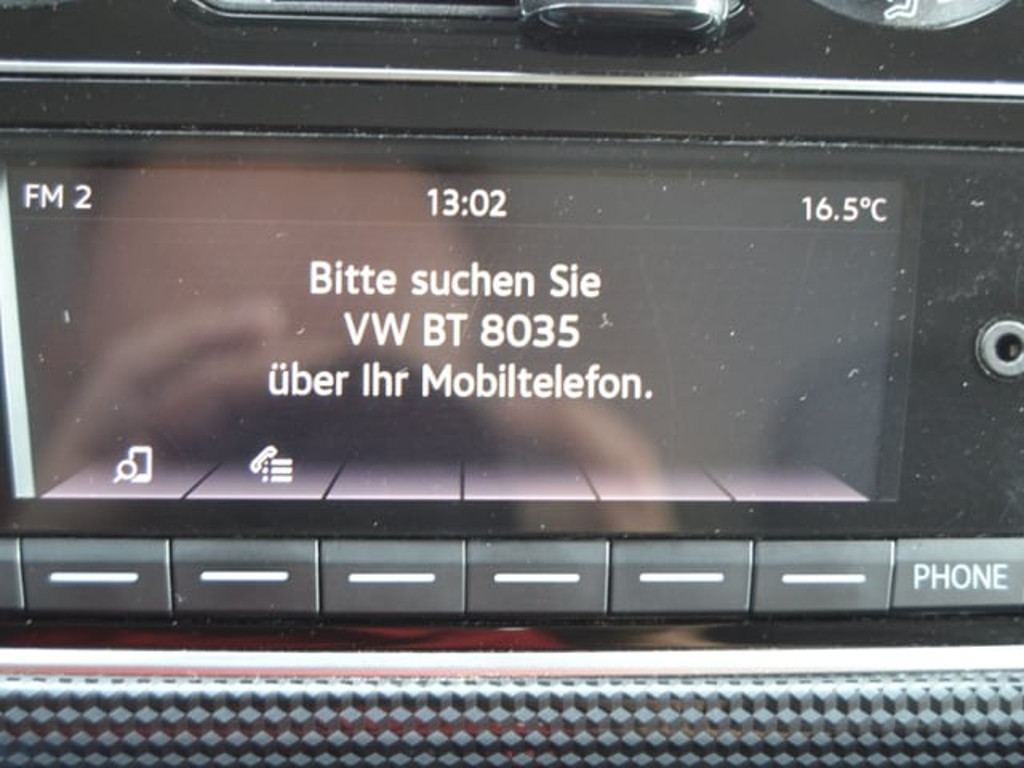 FM 2 13:02 16.5°C
Bitte suchen Sie
VW BT 8035
über Ihr Mobiltelefon.
PHONE